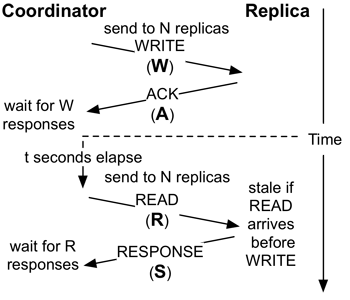 Coordinator Replica
send to N replicas
WRITE
(W)
ACK
(A)
wait for W
responses
Time
t seconds elapse
send to N replicas
READ
(R)
stale if
READ
arrives
before
WRITE
wait for R
responses
RESPONSE
(S)